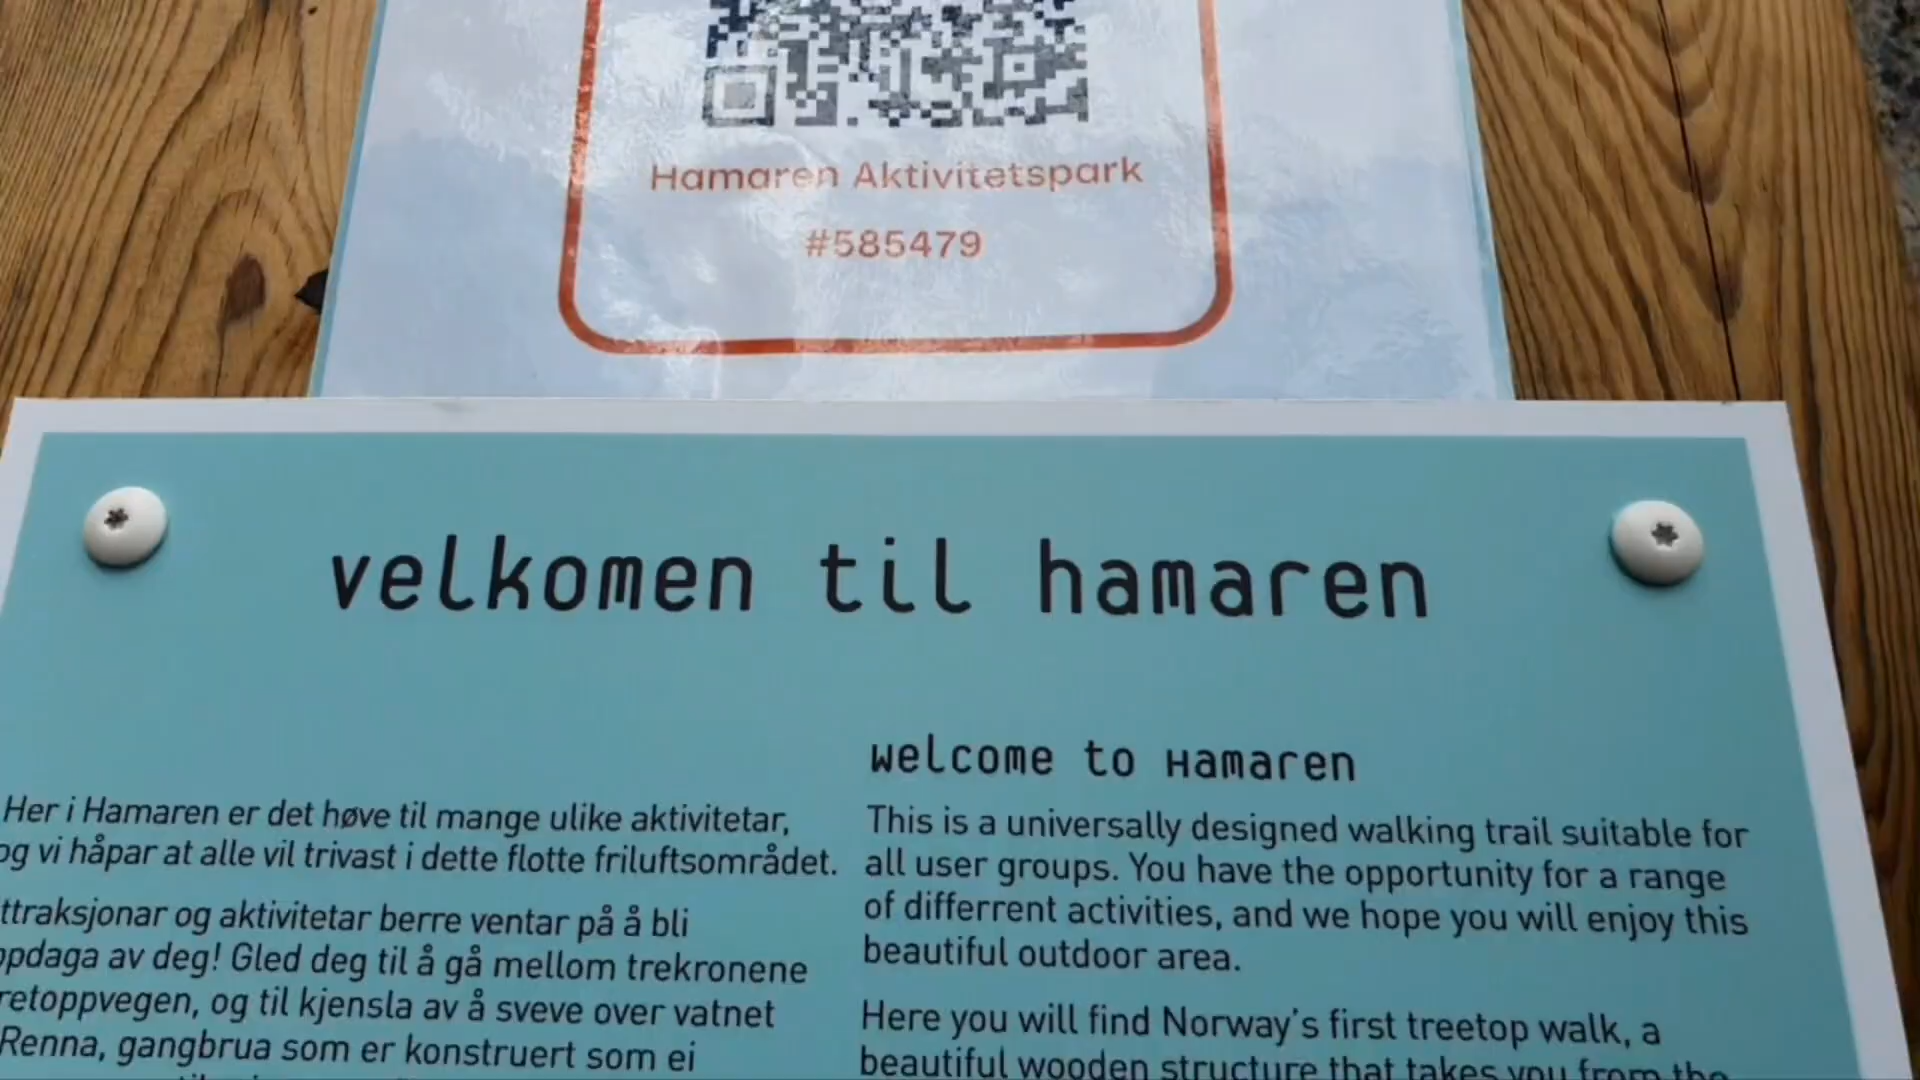 Hamaren Aktivitetspark
#585479
velkomen til hamaren
Her i Hamaren er det høve til mange ulike aktivitetar,
og vi håpar at alle vil trivast i dette flotte friluftsområdet.
ttraksjonar og aktivitetar berre ventar på å bli
ppdaga av deg! Gled deg til å gå mellom trekronene
retoppvegen, og til kjensla av å sveve over vatnet
Renna, gangbrua som er konstruert som ei
welcome to Hamaren
This is a universally designed walking trail suitable for
all user groups. You have the opportunity for a range
of differrent activities, and we hope you will enjoy this
beautiful outdoor area.
Here you will find Norway's first treetop walk, a
beautiful wooden structure that takes you from the